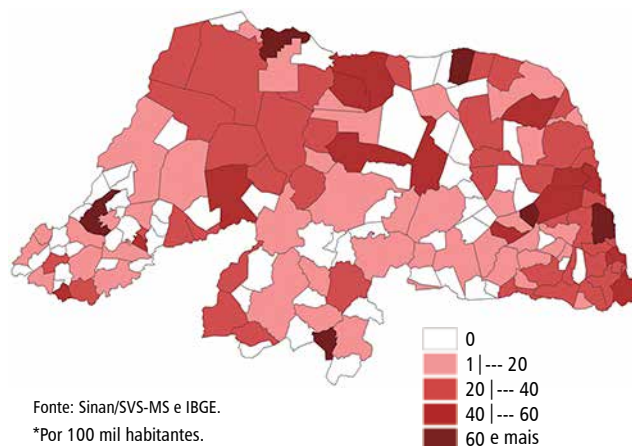 0
1 |--- 20
20 |--- 40
40 |--- 60
60 e mais
Fonte: Sinan/SVS-MS e IBGE.
*Por 100 mil habitantes.